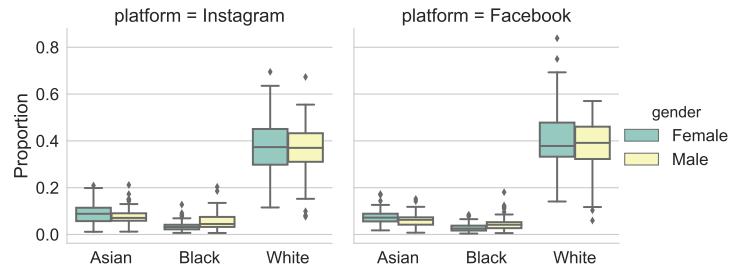 platform = Instagram
platform = Facebook
Proportion
0.8
0.6
0.4
0.2
0.0
Asian
Black
White
Asian
Black
White
gender
Female
Male